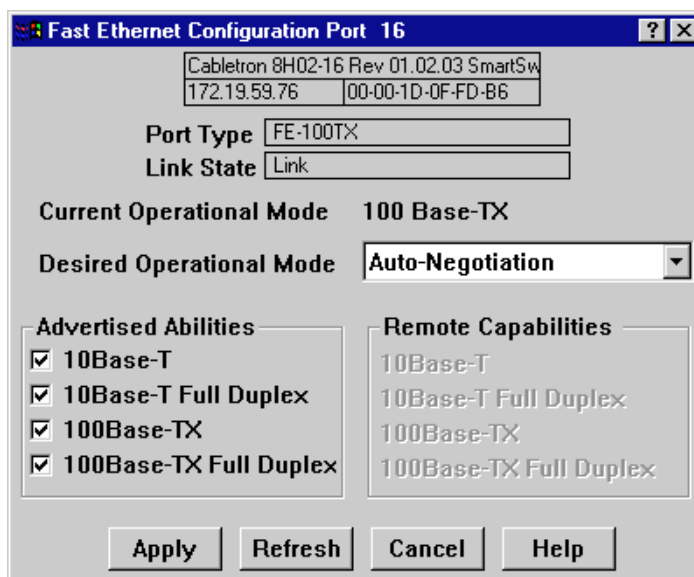 Fast Ethernet Configuration Port 16
Cabletron 8H02-16 Rev 01.02.03 SmartSw
172.19.59.76 00-00-1D-0F-FD-B6
Port Type FE-100TX
Link State Link
Current Operational Mode 100 Base-TX
Desired Operational Mode Auto-Negotiation
Advertised Abilities
10Base-T
10Base-T Full Duplex
100Base-TX
100Base-TX Full Duplex
Remote Capabilities
10Base-T
10Base-T Full Duplex
100Base-TX
100Base-TX Full Duplex
Apply Refresh Cancel Help